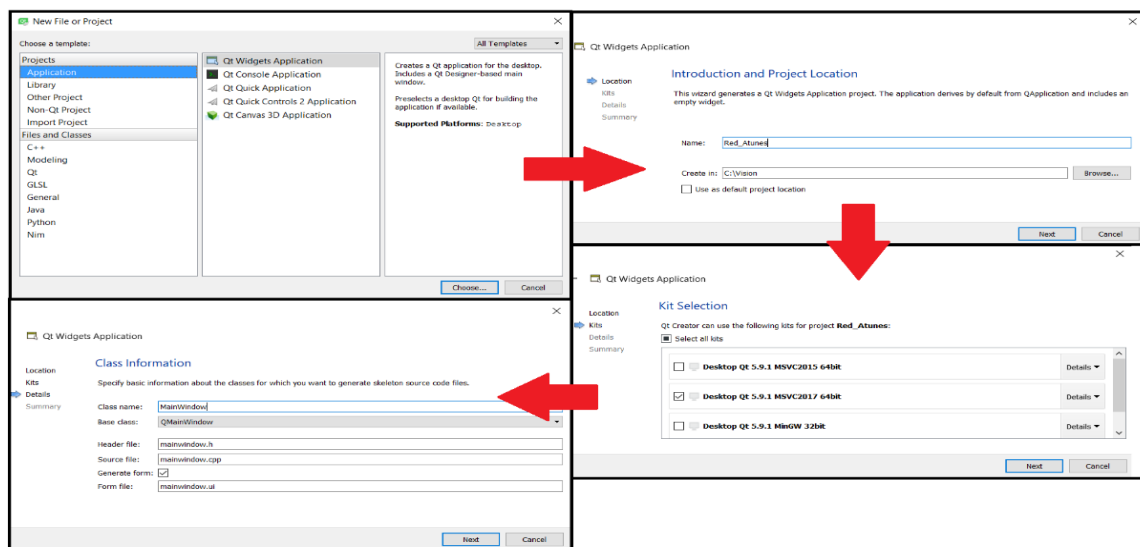 New File or Project
Choose a template:
All Templates
Projects
Application
Library
Other Project
Non-Qt Project
Import Project
Files and Classes
C++
Modeling
Qt
GLSL
General
Java
Python
Nim
Qt Widgets Application
Qt Console Application
Qt Quick Application
Qt Quick Controls 2 Application
Qt Canvas 3D Application
Creates a Qt application for the desktop.
Includes a Qt Designer-based main
window.
Preselects a desktop Qt for building the
application if available.
Supported Platforms: Desktop
Choose...
Cancel
Qt Widgets Application
Location
Kits
Details
Summary
Introduction and Project Location
This wizard generates a Qt Widgets Application project. The application derives by default from QApplication and includes an
empty widget.
Name: Red_Atunes
Create in: C:\Vision
Browse...
Use as default project location
Next
Cancel
Qt Widgets Application
Location
Kits
Details
Summary
Kit Selection
Qt Creator can use the following kits for project Red_Atunes:
Select all kits
Desktop Qt 5.9.1 MSVC2015 64bit
Details
Desktop Qt 5.9.1 MSVC2017 64bit
Details
Desktop Qt 5.9.1 MinGW 32bit
Details
Next
Cancel
Qt Widgets Application
Location
Kits
Details
Summary
Class Information
Specify basic information about the classes for which you want to generate skeleton source code files.
Class name: MainWindow
Base class: QMainWindow
Header file: mainwindow.h
Source file: mainwindow.cpp
Generate form:
Form file: mainwindow.ui
Next
Cancel